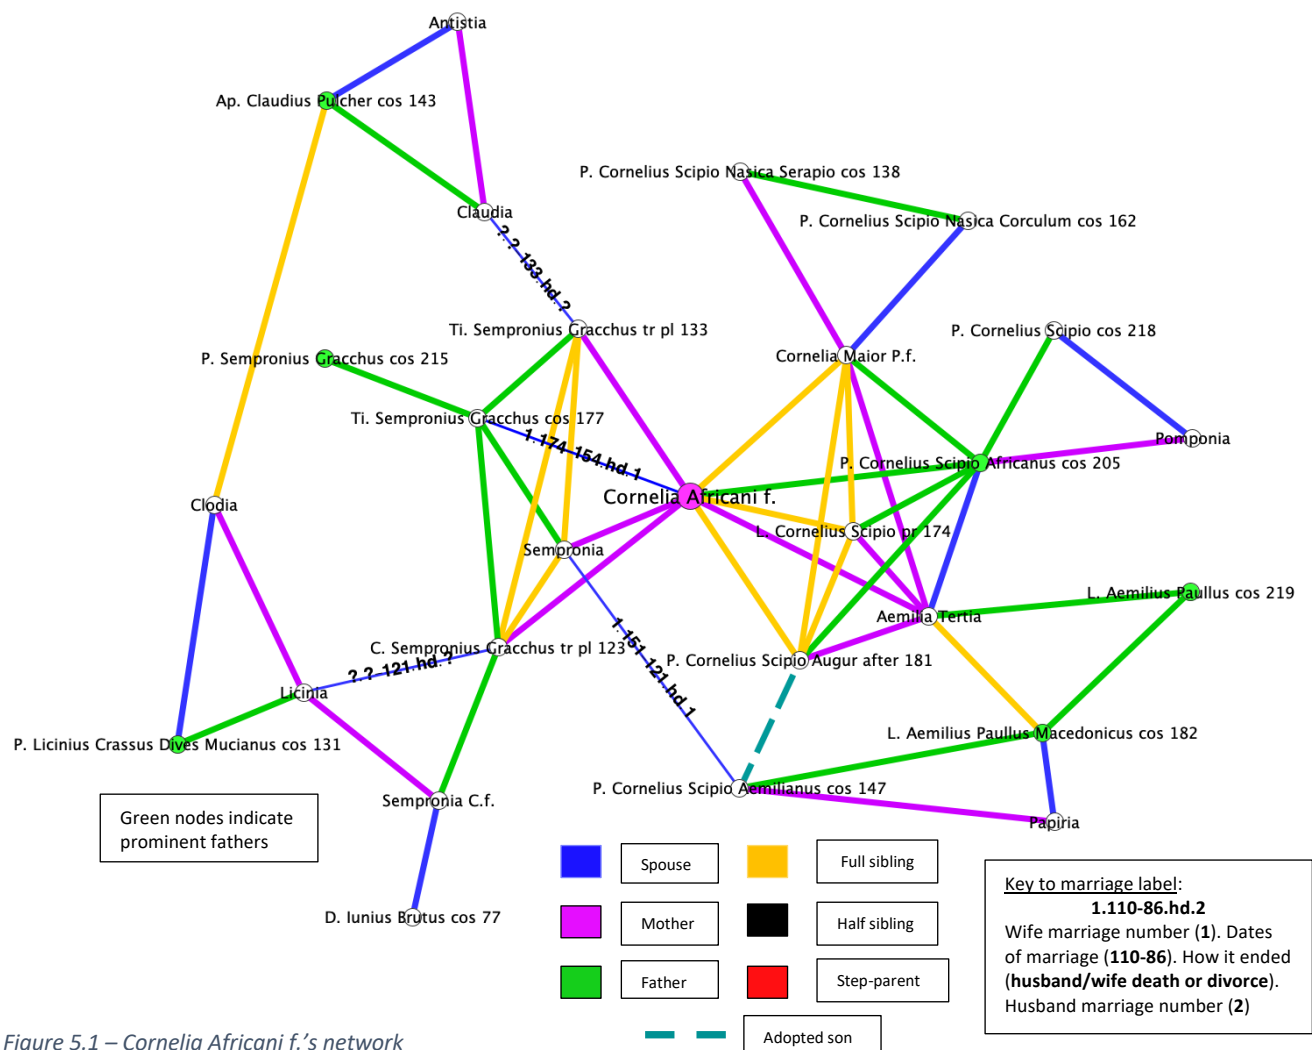 Antistia
Ap. Claudius Pulcher cos 143
P. Cornelius Scipio Nasica Serapio cos 138
Claudia
P. Cornelius Scipio Nasica Corculum cos 162
?.?-133.hd.?
Ti. Sempronius Gracchus tr pl 133
P. Cornelius Scipio cos 218
P. Sempronius Gracchus cos 215
Cornelia Maior P.f.
Ti. Sempronius Gracchus cos 177
1.174-154.hd.1
Pomponia
P. Cornelius Scipio Africanus cos 205
Cornelia Africani f.
Clodia
L. Cornelius Scipio pr 174
Sempronia
L. Aemilius Paullus cos 219
Aemilia Tertia
C. Sempronius Gracchus tr pl 123
P. Cornelius Scipio Augur after 181
?.?-121.hd.?
1.151-121.hd.1
Licinia
P. Licinius Crassus Dives Mucianus cos 131
L. Aemilius Paullus Macedonicus cos 182
P. Cornelius Scipio Aemilianus cos 147
Sempronia C.f.
Papiria
Green nodes indicate
prominent fathers
D. Iunius Brutus cos 77
Spouse
Full sibling
Mother
Half sibling
Father
Step-parent
Adopted son
Key to marriage label:
1.110-86.hd.2
Wife marriage number (1). Dates
of marriage (110-86). How it ended
(husband/wife death or divorce).
Husband marriage number (2)
Figure 5.1 – Cornelia Africani f.'s network